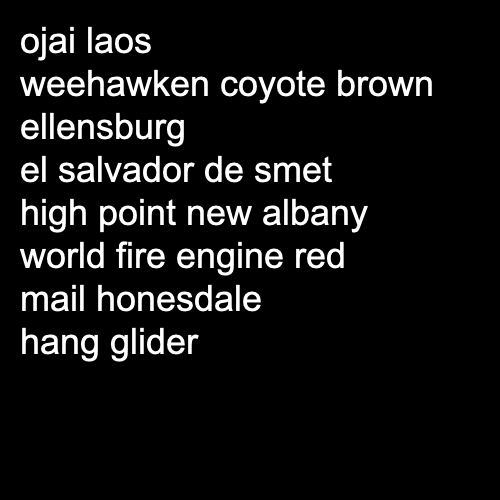 ojai laos
weehawken coyote brown
ellensburg
el salvador de smet
high point new albany
world fire engine red
mail honesdale
hang glider